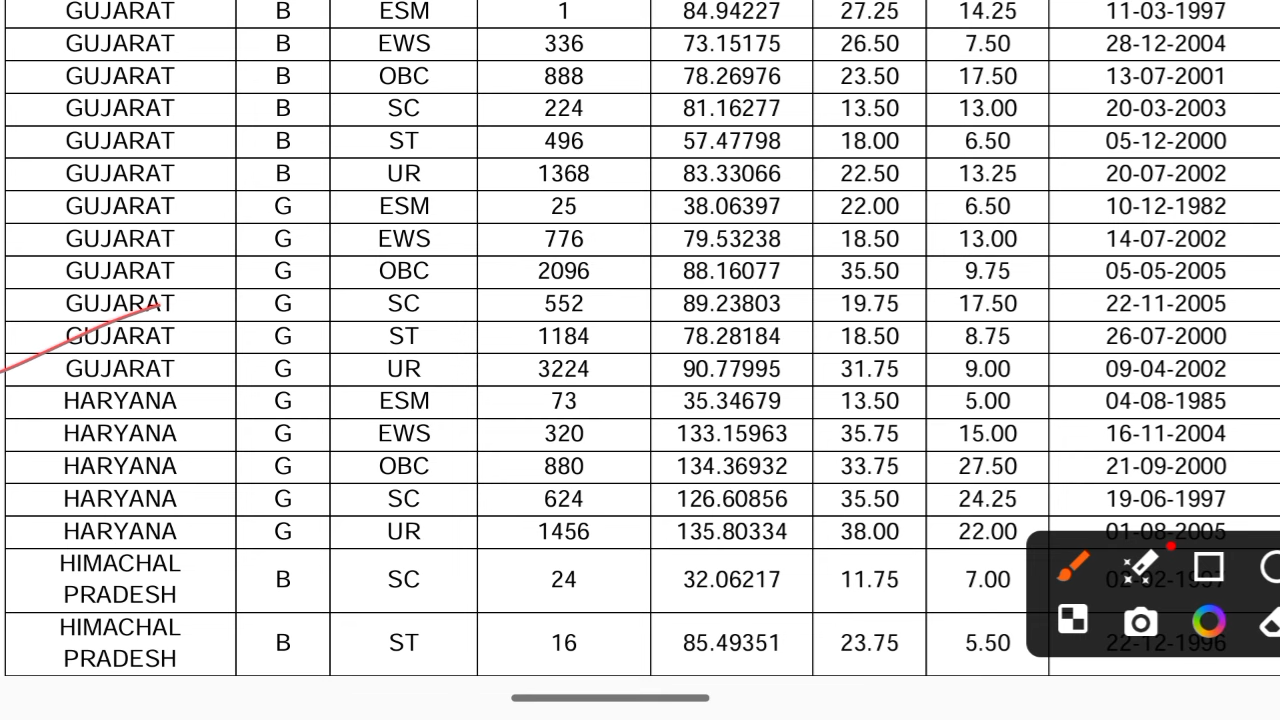 GUJARAT B ESM 1 84.94227 27.25 14.25 11-03-1997
GUJARAT B EWS 336 73.15175 26.50 7.50 28-12-2004
GUJARAT B OBC 888 78.26976 23.50 17.50 13-07-2001
GUJARAT B SC 224 81.16277 13.50 13.00 20-03-2003
GUJARAT B ST 496 57.47798 18.00 6.50 05-12-2000
GUJARAT B UR 1368 83.33066 22.50 13.25 20-07-2002
GUJARAT G ESM 25 38.06397 22.00 6.50 10-12-1982
GUJARAT G EWS 776 79.53238 18.50 13.00 14-07-2002
GUJARAT G OBC 2096 88.16077 35.50 9.75 05-05-2005
GUJARAT G SC 552 89.23803 19.75 17.50 22-11-2005
GUJARAT G ST 1184 78.28184 18.50 8.75 26-07-2000
GUJARAT G UR 3224 90.77995 31.75 9.00 09-04-2002
HARYANA G ESM 73 35.34679 13.50 5.00 04-08-1985
HARYANA G EWS 320 133.15963 35.75 15.00 16-11-2004
HARYANA G OBC 880 134.36932 33.75 27.50 21-09-2000
HARYANA G SC 624 126.60856 35.50 24.25 19-06-1997
HARYANA G UR 1456 135.80334 38.00 22.00 01-08-2005
HIMACHAL
PRADESH B SC 24 32.06217 11.75 7.00
HIMACHAL
PRADESH B ST 16 85.49351 23.75 5.50 22-12-1996